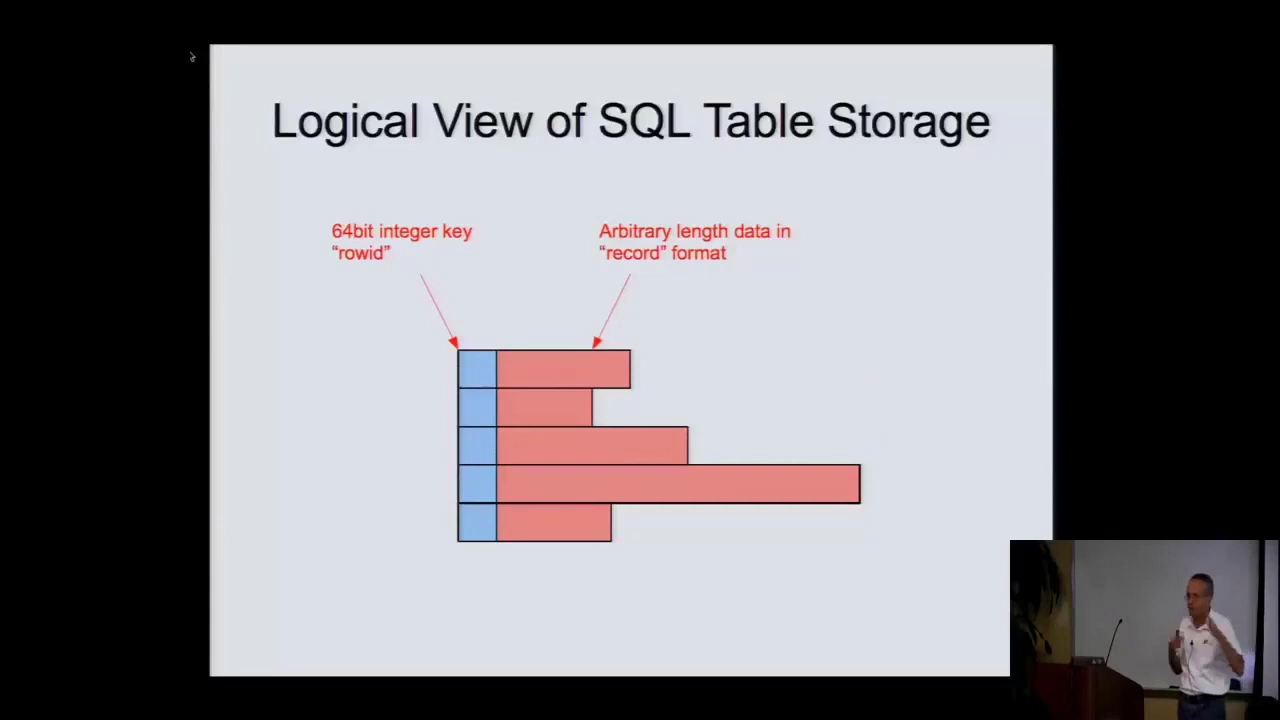 Logical View of SQL Table Storage
64bit integer key
“rowid”
Arbitrary length data in
“record” format